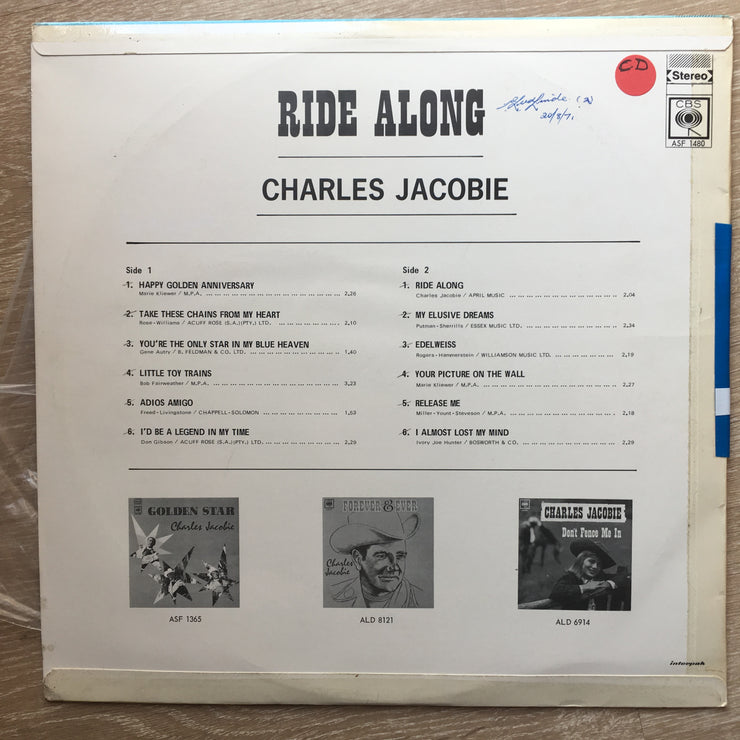 CD
Stereo
CBS
ASF 1480
RIDE ALONG
(2)
20/8/71
CHARLES JACOBIE
Side 1
1. HAPPY GOLDEN ANNIVERSARY
Marie Kliewer / M.P.A. ... 2.26
2. TAKE THESE CHAINS FROM MY HEART
Rose-Williams / ACUFF ROSE (S.A.)(PTY.) LTD. ... 2.10
3. YOU'RE THE ONLY STAR IN MY BLUE HEAVEN
Gene Autry / B. FELDMAN & CO. LTD. ... 1.40
4. LITTLE TOY TRAINS
Bob Fairweather / M.P.A. ... 3.23
5. ADIOS AMIGO
Freed-Livingstone / CHAPPELL-SOLOMON ... 1.53
6. I'D BE A LEGEND IN MY TIME
Don Gibson / ACUFF ROSE (S.A.)(PTY.) LTD. ... 2.29
Side 2
1. RIDE ALONG
Charles Jacobie / APRIL MUSIC ... 2.04
2. MY ELUSIVE DREAMS
Putman-Sherrills / ESSEX MUSIC LTD. ... 2.34
3. EDELWEISS
Rogers-Hammerstein / WILLIAMSON MUSIC LTD. ... 2.19
4. YOUR PICTURE ON THE WALL
Marie Kliewer / M.P.A. ... 2.27
5. RELEASE ME
Miller-Yount-Steveson / M.P.A. ... 2.18
6. I ALMOST LOST MY MIND
Ivory Joe Hunter / BOSWORTH & CO. ... 2.29
GOLDEN STAR
Charles Jacobie
ASF 1365
FOREVER & EVER
Charles
Jacobie
ALD 8121
CHARLES JACOBIE
Don't Fence Me In
ALD 6914
interpak